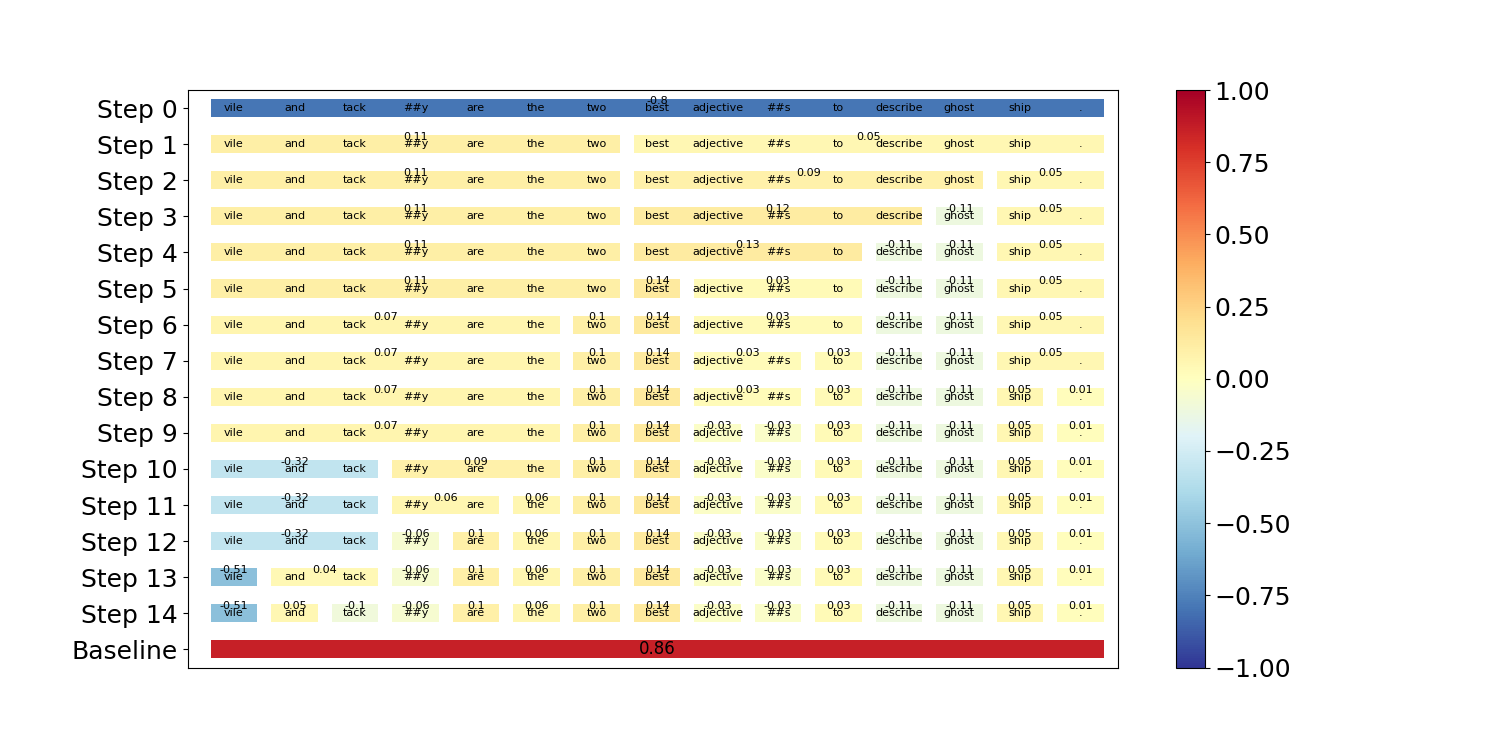 -0.8
Step 0 vile and tack ##y are the two best adjective ##s to describe ghost ship .
0.11 0.05
Step 1 vile and tack ##y are the two best adjective ##s to describe ghost ship .
0.11 0.09 0.05
Step 2 vile and tack ##y are the two best adjective ##s to describe ghost ship .
0.11 0.12 -0.11 0.05
Step 3 vile and tack ##y are the two best adjective ##s to describe ghost ship .
0.11 0.13 -0.11 -0.11 0.05
Step 4 vile and tack ##y are the two best adjective ##s to describe ghost ship .
0.11 0.14 0.03 -0.11 -0.11 0.05
Step 5 vile and tack ##y are the two best adjective ##s to describe ghost ship .
0.07 0.1 0.14 0.03 -0.11 -0.11 0.05
Step 6 vile and tack ##y are the two best adjective ##s to describe ghost ship .
0.07 0.1 0.14 0.03 0.03 -0.11 -0.11 0.05
Step 7 vile and tack ##y are the two best adjective ##s to describe ghost ship .
0.07 0.1 0.14 0.03 0.03 -0.11 -0.11 0.05 0.01
Step 8 vile and tack ##y are the two best adjective ##s to describe ghost ship .
0.07 0.1 0.14 -0.03 -0.03 0.03 -0.11 -0.11 0.05 0.01
Step 9 vile and tack ##y are the two best adjective ##s to describe ghost ship .
-0.32 0.09 0.1 0.14 -0.03 -0.03 0.03 -0.11 -0.11 0.05 0.01
Step 10 vile and tack ##y are the two best adjective ##s to describe ghost ship .
-0.32 0.06 0.06 0.1 0.14 -0.03 -0.03 0.03 -0.11 -0.11 0.05 0.01
Step 11 vile and tack ##y are the two best adjective ##s to describe ghost ship .
-0.32 -0.06 0.1 0.06 0.1 0.14 -0.03 -0.03 0.03 -0.11 -0.11 0.05 0.01
Step 12 vile and tack ##y are the two best adjective ##s to describe ghost ship .
-0.51 0.04 -0.06 0.1 0.06 0.1 0.14 -0.03 -0.03 0.03 -0.11 -0.11 0.05 0.01
Step 13 vile and tack ##y are the two best adjective ##s to describe ghost ship .
-0.51 0.05 -0.1 -0.06 0.1 0.06 0.1 0.14 -0.03 -0.03 0.03 -0.11 -0.11 0.05 0.01
Step 14 vile and tack ##y are the two best adjective ##s to describe ghost ship .
Baseline 0.86
1.00
0.75
0.50
0.25
0.00
−0.25
−0.50
−0.75
−1.00